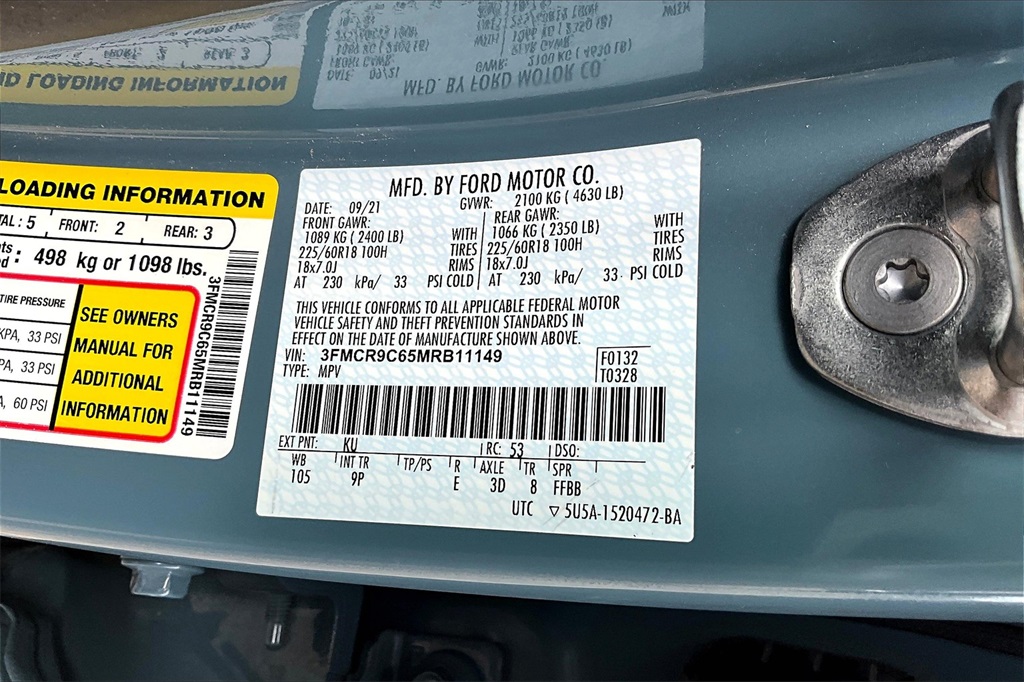 LOADING INFORMATION
TAL: 5 FRONT: 2 REAR: 3
498 kg or 1098 lbs.
TIRE PRESSURE
KPA, 33 PSI
PA, 33 PSI
A, 60 PSI
SEE OWNERS
MANUAL FOR
ADDITIONAL
INFORMATION
3FMCR9C65MRB11149
MFD. BY FORD MOTOR CO.
DATE: 09/21 GVWR: 2100 KG ( 4630 LB)
FRONT GAWR: REAR GAWR:
1089 KG ( 2400 LB) WITH 1066 KG ( 2350 LB) WITH
225/60R18 100H TIRES 225/60R18 100H TIRES
18x7.0J RIMS 18x7.0J RIMS
AT 230 kPa/ 33 PSI COLD AT 230 kPa/ 33 PSI COLD
THIS VEHICLE CONFORMS TO ALL APPLICABLE FEDERAL MOTOR
VEHICLE SAFETY AND THEFT PREVENTION STANDARDS IN
EFFECT ON THE DATE OF MANUFACTURE SHOWN ABOVE.
VIN: 3FMCR9C65MRB11149 F0132
TYPE: MPV T0328
EXT PNT: KU RC: 53 DSO:
WB INT TR TP/PS R AXLE TR SPR
105 9P E 3D 8 FFBB
UTC ▽ 5U5A-1520472-BA